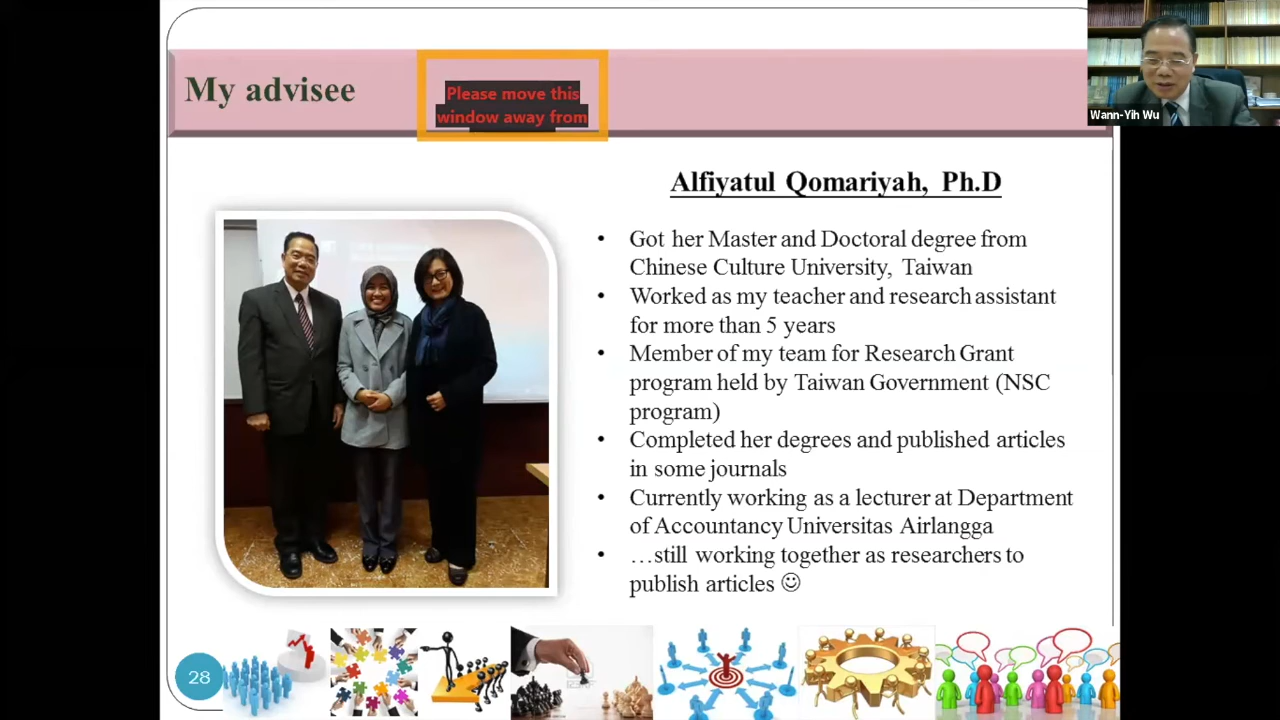 My advisee
Please move this
window away from
Wann-Yih Wu
Alfiyatul Qomariyah, Ph.D
• Got her Master and Doctoral degree from
Chinese Culture University, Taiwan
• Worked as my teacher and research assistant
for more than 5 years
• Member of my team for Research Grant
program held by Taiwan Government (NSC
program)
• Completed her degrees and published articles
in some journals
• Currently working as a lecturer at Department
of Accountancy Universitas Airlangga
• …still working together as researchers to
publish articles ☺
28